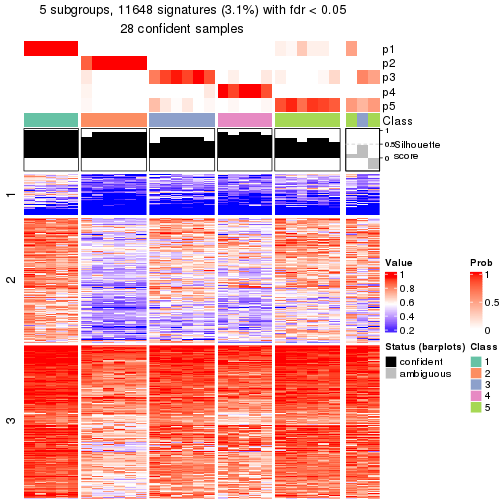 5 subgroups, 11648 signatures (3.1%) with fdr < 0.05
28 confident samples
p1
p2
p3
p4
p5
Class
1
0.5
0
Silhouette
score
1
2
3
Value
1
0.8
0.6
0.4
0.2
Prob
1
0.5
0
Status (barplots)
confident
ambiguous
Class
1
2
3
4
5